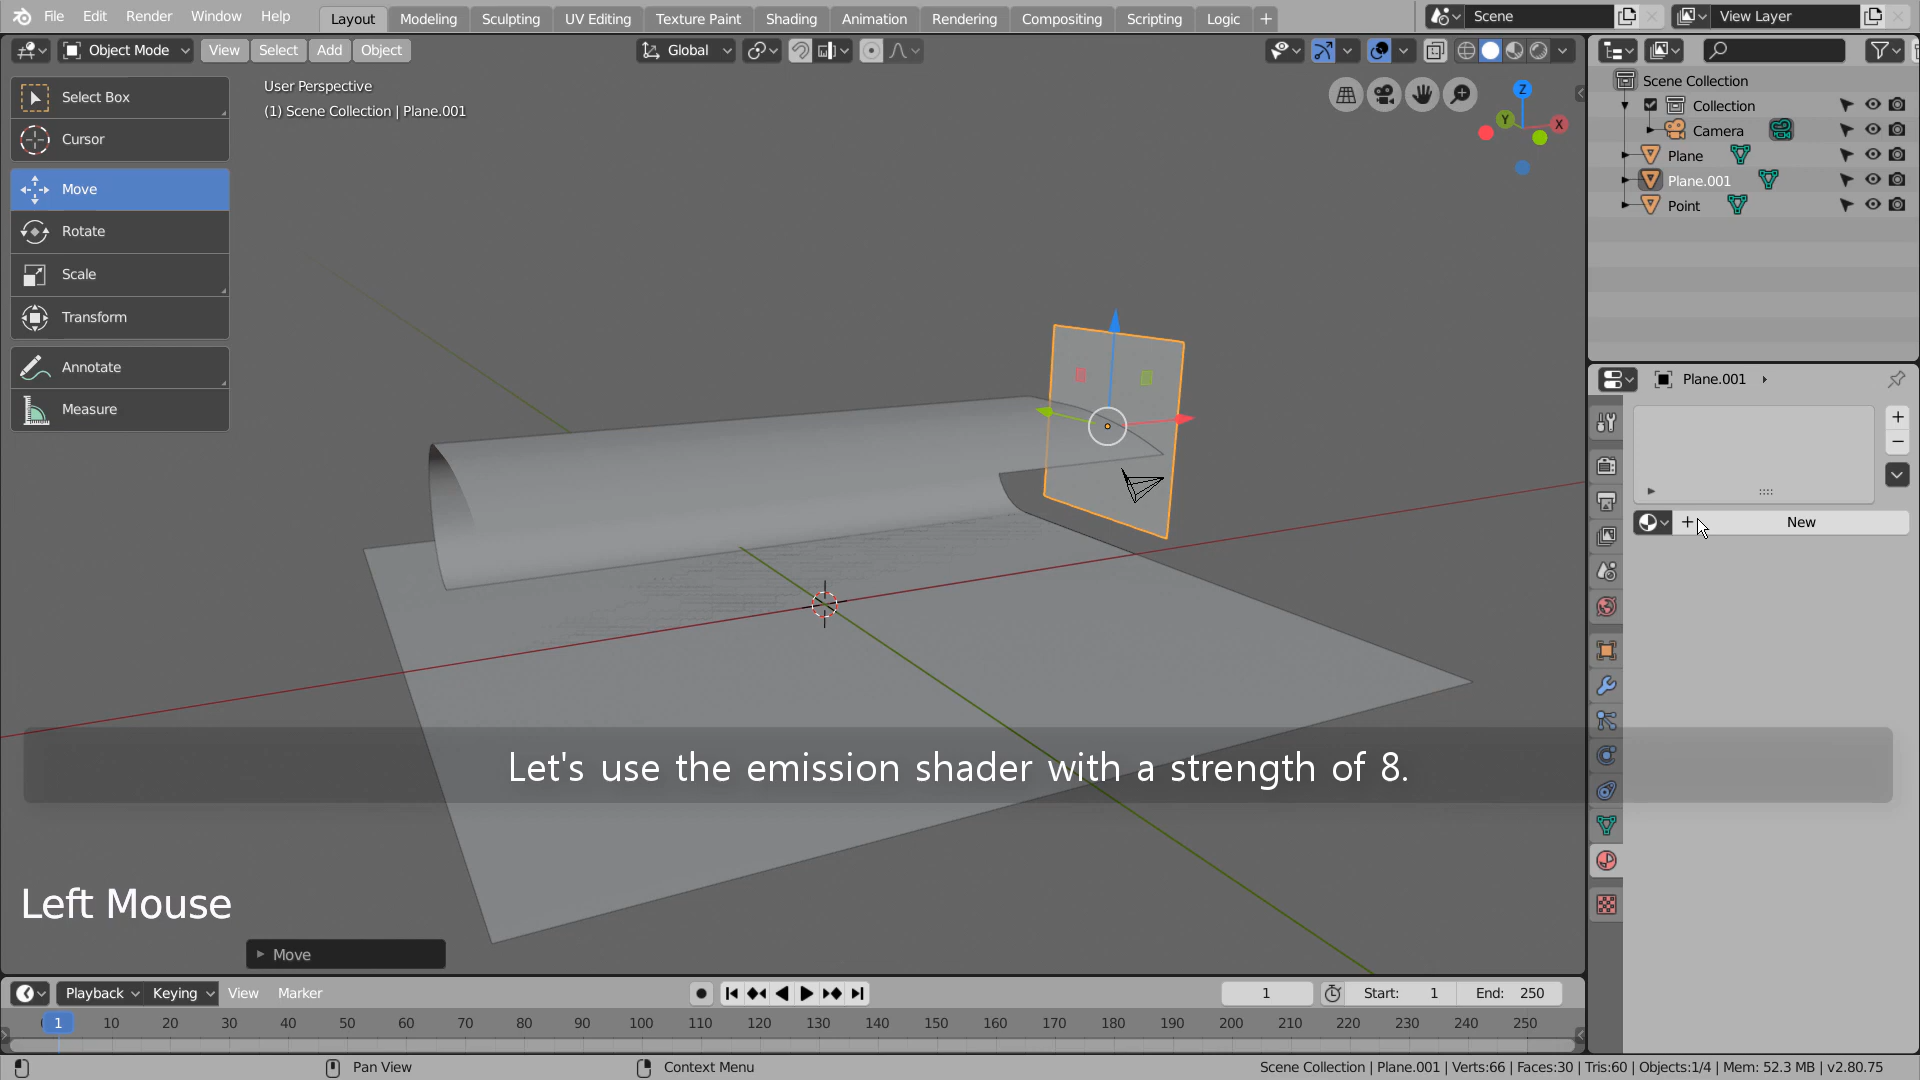 File Edit Render Window Help Layout Modeling Sculpting UV Editing Texture Paint Shading Animation Rendering Compositing Scripting Logic + Scene View Layer
Object Mode View Select Add Object Global
Select Box
Cursor
Move
Rotate
Scale
Transform
Annotate
Measure
User Perspective
(1) Scene Collection | Plane.001
Z
Y
X
Scene Collection
Collection
Camera
Plane
Plane.001
Point
Plane.001
New
Let's use the emission shader with a strength of 8.
Left Mouse
Move
Playback Keying View Marker 1 Start: 1 End: 250
1 10 20 30 40 50 60 70 80 90 100 110 120 130 140 150 160 170 180 190 200 210 220 230 240 250
Pan View Context Menu Scene Collection | Plane.001 | Verts:66 | Faces:30 | Tris:60 | Objects:1/4 | Mem: 52.3 MB | v2.80.75